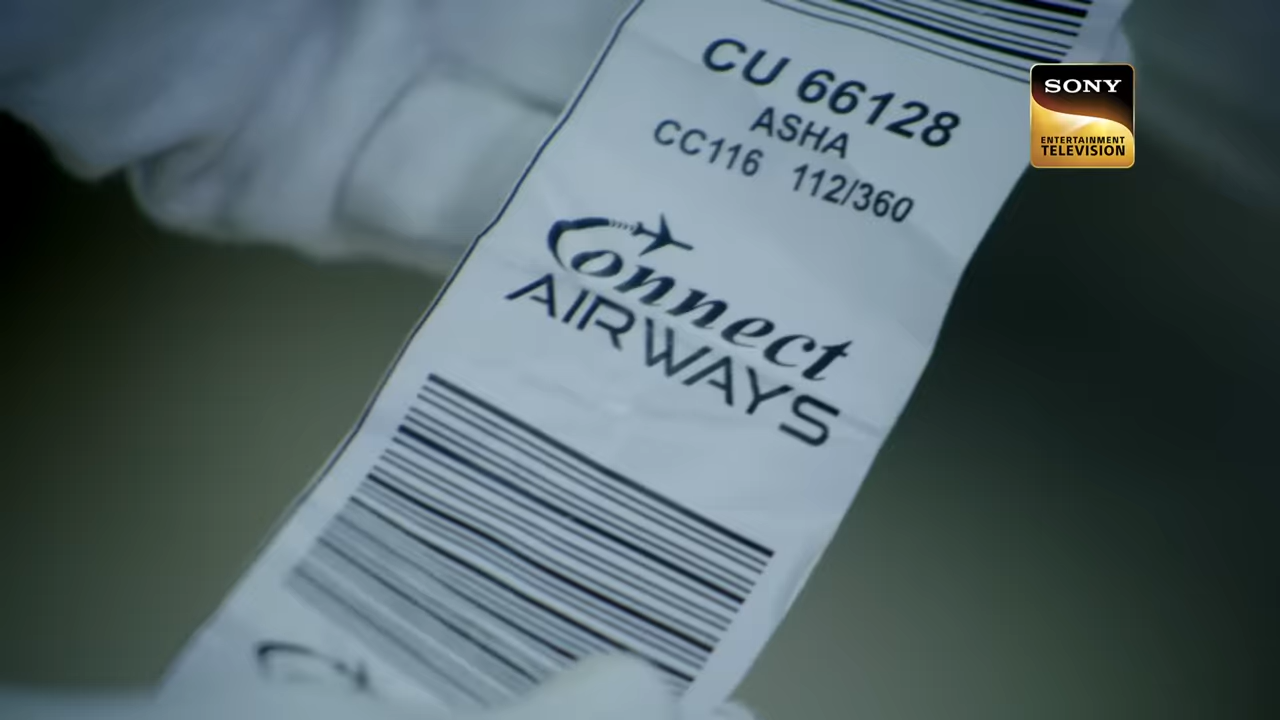 CU 66128
ASHA
CC116 112/360
Connect
AIRWAYS
SONY
ENTERTAINMENT
TELEVISION